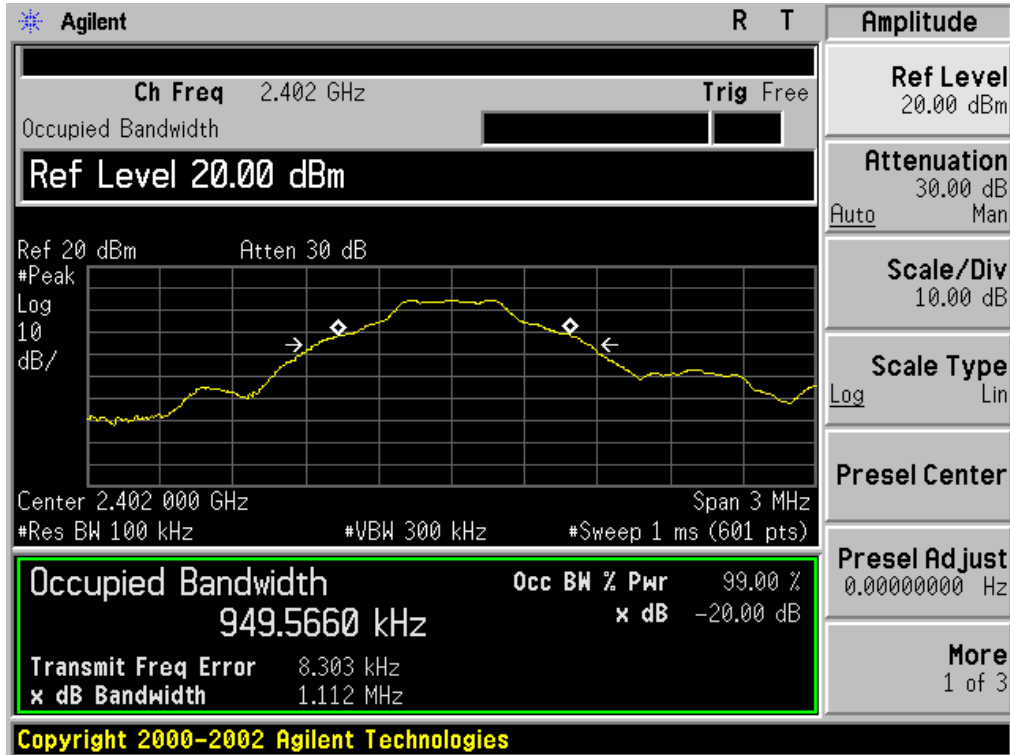 Agilent R T
Ch Freq 2.402 GHz Trig Free
Occupied Bandwidth
Ref Level 20.00 dBm
Ref 20 dBm Atten 30 dB
#Peak
Log
10
dB/
Center 2.402 000 GHz Span 3 MHz
#Res BW 100 kHz #VBW 300 kHz #Sweep 1 ms (601 pts)
Occupied Bandwidth
949.5660 kHz
Occ BW % Pwr 99.00 %
x dB -20.00 dB
Transmit Freq Error 8.303 kHz
x dB Bandwidth 1.112 MHz
Copyright 2000-2002 Agilent Technologies
Amplitude
Ref Level
20.00 dBm
Attenuation
30.00 dB
Auto Man
Scale/Div
10.00 dB
Scale Type
Log Lin
Presel Center
Presel Adjust
0.00000000 Hz
More
1 of 3